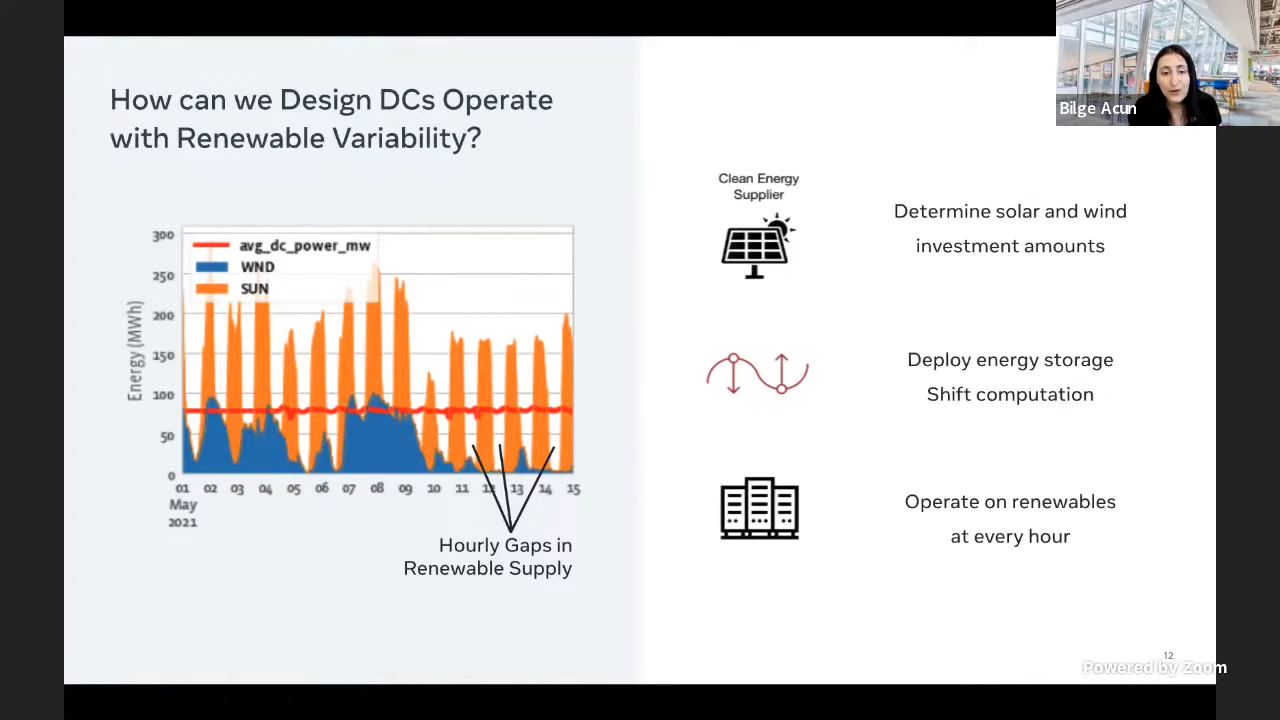 How can we Design DCs Operate
with Renewable Variability?
Bilge Acun
300
250
200
150
100
50
0
Energy (MWh)
avg_dc_power_mw
WND
SUN
01 02 03 04 05 06 07 08 09 10 11 12 13 14 15
May
2021
Hourly Gaps in
Renewable Supply
Clean Energy
Supplier
Determine solar and wind
investment amounts
Deploy energy storage
Shift computation
Operate on renewables
at every hour
12
Powered by Zoom